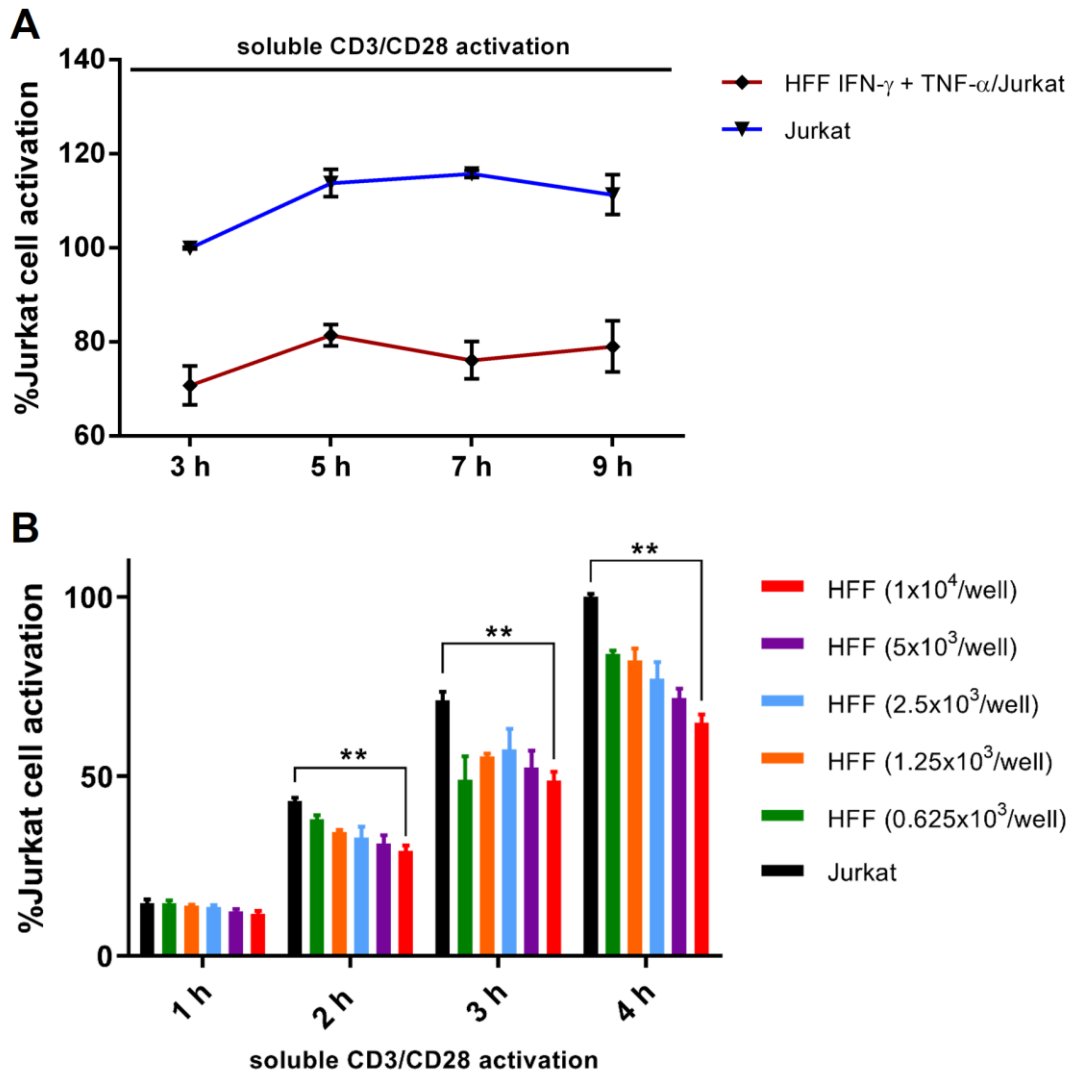 A
soluble CD3/CD28 activation
%Jurkat cell activation
140
120
100
80
60
3 h
5 h
7 h
9 h
HFF IFN-γ + TNF-α/Jurkat
Jurkat
B
%Jurkat cell activation
100
50
0
**
**
**
1 h
2 h
3 h
4 h
soluble CD3/CD28 activation
HFF (1x10⁴/well)
HFF (5x10³/well)
HFF (2.5x10³/well)
HFF (1.25x10³/well)
HFF (0.625x10³/well)
Jurkat